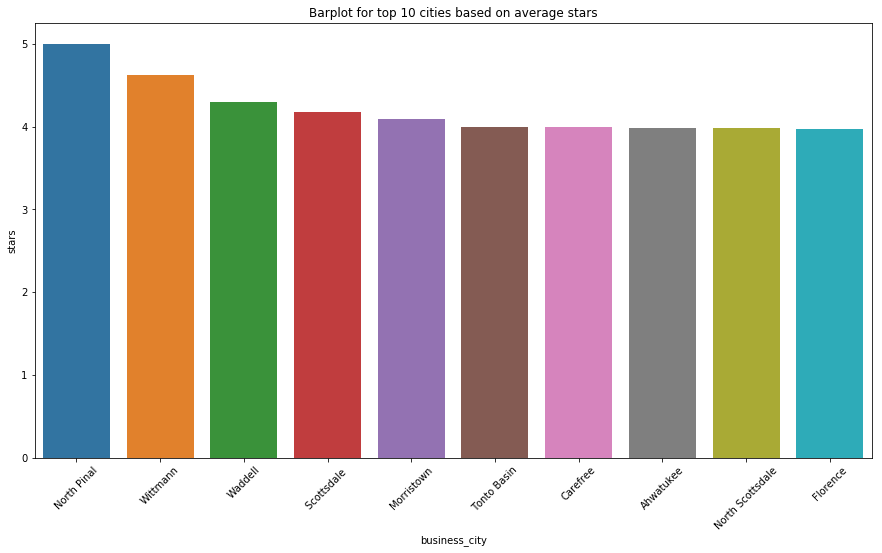 Barplot for top 10 cities based on average stars
5
4
3
2
1
0
stars
North Pinal
Wittmann
Waddell
Scottsdale
Morristown
Tonto Basin
Carefree
Ahwatukee
North Scottsdale
Florence
business_city